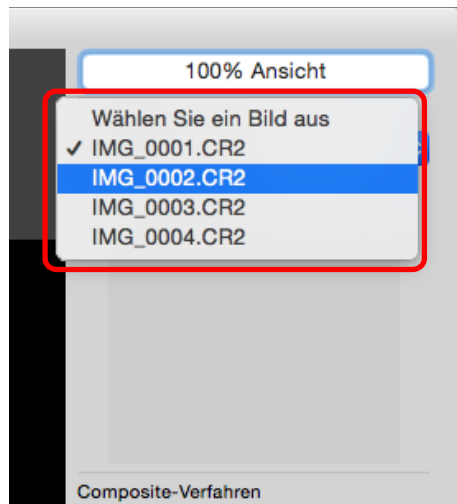 100% Ansicht
Wählen Sie ein Bild aus
✓ IMG_0001.CR2
IMG_0002.CR2
IMG_0003.CR2
IMG_0004.CR2
Composite-Verfahren